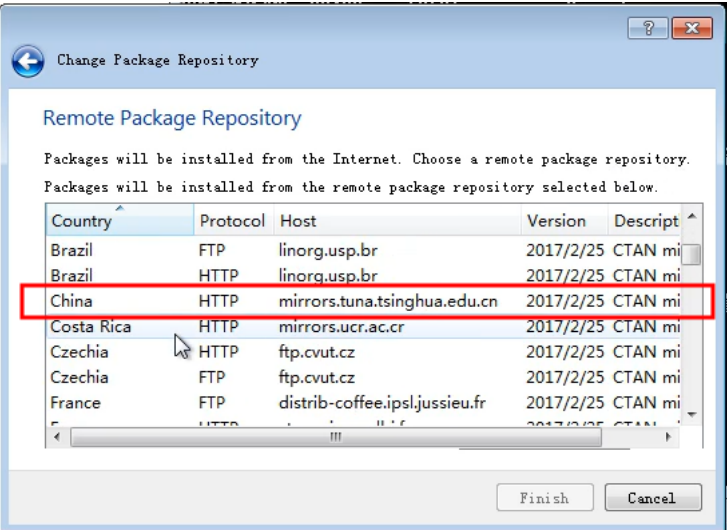 Change Package Repository
Remote Package Repository
Packages will be installed from the Internet. Choose a remote package repository.
Packages will be installed from the remote package repository selected below.
Country Protocol Host Version Descript
Brazil FTP linorg.usp.br 2017/2/25 CTAN mi
Brazil HTTP linorg.usp.br 2017/2/25 CTAN mi
China HTTP mirrors.tuna.tsinghua.edu.cn 2017/2/25 CTAN mi
Costa Rica HTTP mirrors.ucr.ac.cr 2017/2/25 CTAN mi
Czechia HTTP ftp.cvut.cz 2017/2/25 CTAN mi
Czechia FTP ftp.cvut.cz 2017/2/25 CTAN mi
France FTP distrib-coffee.ipsl.jussieu.fr 2017/2/25 CTAN mi
Finish Cancel